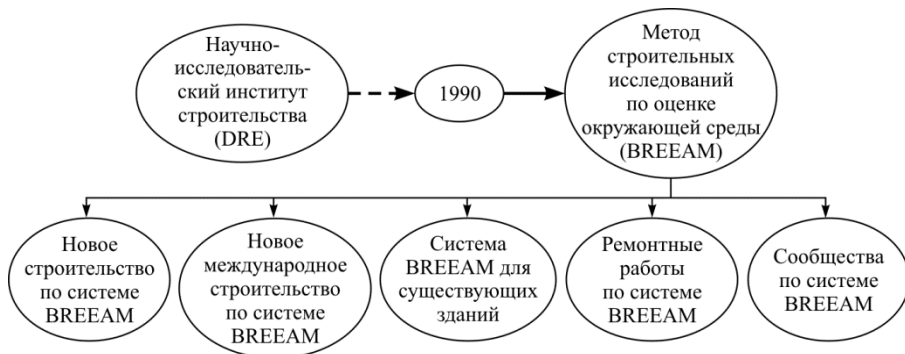 Научно-
исследователь-
ский институт
строительства
(DRE)
1990
Метод
строительных
исследований
по оценке
окружающей среды
(BREEAM)
Новое
строительство
по системе
BREEAM
Новое
международное
строительство
по системе
BREEAM
Система
BREEAM для
существующих
зданий
Ремонтные
работы
по системе
BREEAM
Сообщества
по системе
BREEAM